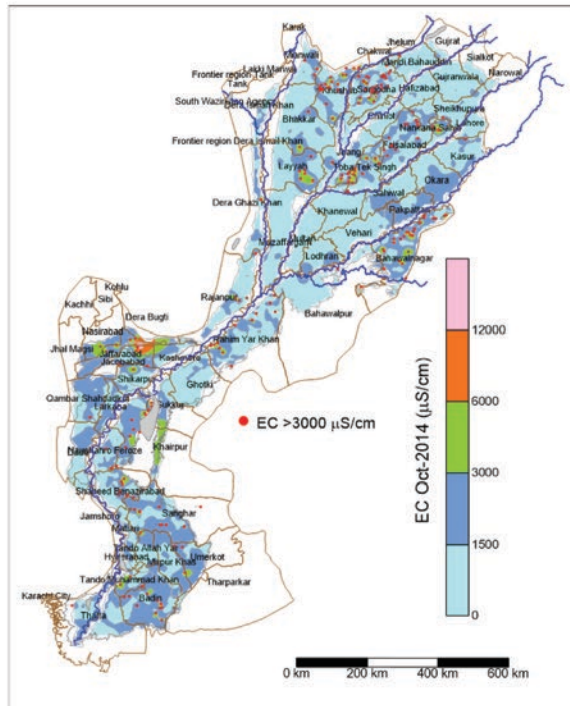 Karak
Jhelum
Gujrat
Chakwal
Mianwali
Sialkot
Mandi Bahauddin
Lakki Marwat
Narowal
Frontier region Tank
Gujranwala
Tank
Khushab
Sargodha
Hafizabad
South Waziristan Agency
Dera Ismail Khan
Sheikhupura
Bhakkar
Chiniot
Lahore
Nankana Sahib
Frontier region Dera Ismail Khan
Faisalabad
Jhang
Kasur
Layyah
Toba Tek Singh
Okara
Sahiwal
Dera Ghazi Khan
Pakpattan
Khanewal
Multan
Vehari
Muzaffargarh
Lodhran
Bahawalnagar
Rajanpur
Bahawalpur
Kohlu
Kachhi
Sibi
Dera Bugti
Nasirabad
Rahim Yar Khan
Jhal Magsi
Jaffarabad
Kashmore
Jacobabad
Shikarpur
Ghotki
Qambar Shahdadkot
Larkana
Sukkur
Khairpur
Dadu
Naushahro Feroze
Shaheed Benazirabad
Sanghar
Jamshoro
Matiari
Tando Allah Yar
Hyderabad
Umerkot
Mirpur Khas
Tando Muhammad Khan
Tharparkar
Karachi City
Badin
Thatta
EC >3000 µS/cm
EC Oct-2014 (µS/cm)
12000
6000
3000
1500
0
0 km
200 km
400 km
600 km